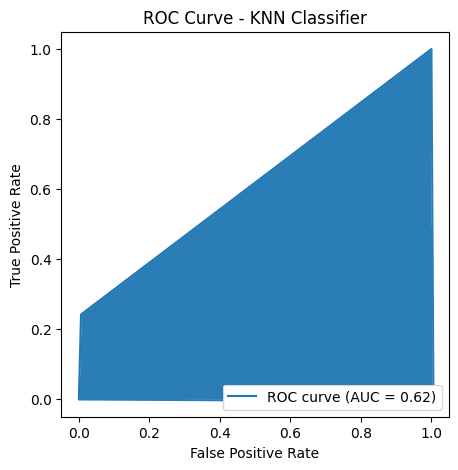 ROC Curve - KNN Classifier
1.0
0.8
0.6
0.4
0.2
0.0
True Positive Rate
ROC curve (AUC = 0.62)
0.0 0.2 0.4 0.6 0.8 1.0
False Positive Rate